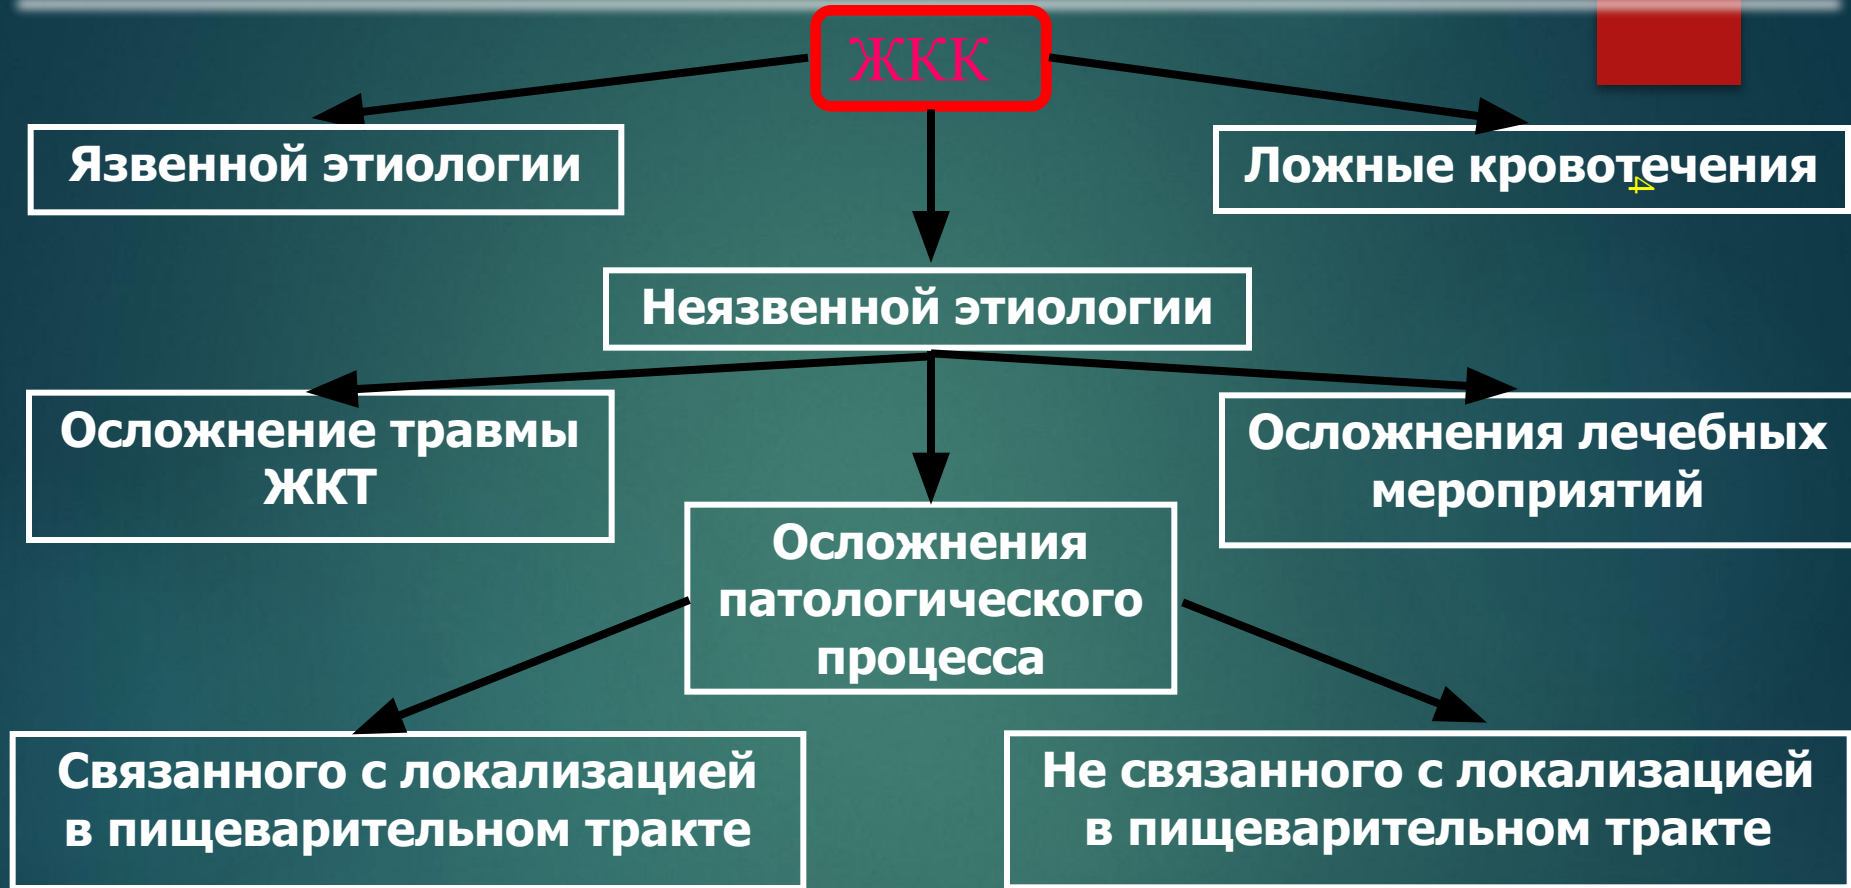 ЖКК
Язвенной этиологии
Ложные кровотечения
4
Неязвенной этиологии
Осложнение травмы
ЖКТ
Осложнения лечебных
мероприятий
Осложнения
патологического
процесса
Связанного с локализацией
в пищеварительном тракте
Не связанного с локализацией
в пищеварительном тракте